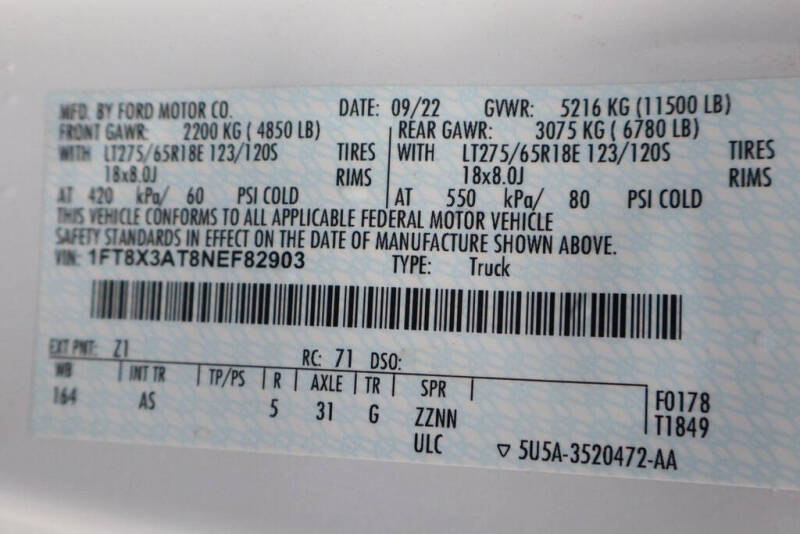 MFD. BY FORD MOTOR CO. DATE: 09/22 GVWR: 5216 KG (11500 LB)
FRONT GAWR: 2200 KG ( 4850 LB) REAR GAWR: 3075 KG ( 6780 LB)
WITH LT275/65R18E 123/120S TIRES WITH LT275/65R18E 123/120S TIRES
18x8.0J RIMS 18x8.0J RIMS
AT 420 kPa/ 60 PSI COLD AT 550 kPa/ 80 PSI COLD
THIS VEHICLE CONFORMS TO ALL APPLICABLE FEDERAL MOTOR VEHICLE
SAFETY STANDARDS IN EFFECT ON THE DATE OF MANUFACTURE SHOWN ABOVE.
VIN: 1FT8X3AT8NEF82903 TYPE: Truck
EXT PNT: Z1 RC: 71 DSO:
WB INT TR TP/PS R AXLE TR SPR F0178
164 AS 5 31 G ZZNN T1849
ULC ▽ 5U5A-3520472-AA